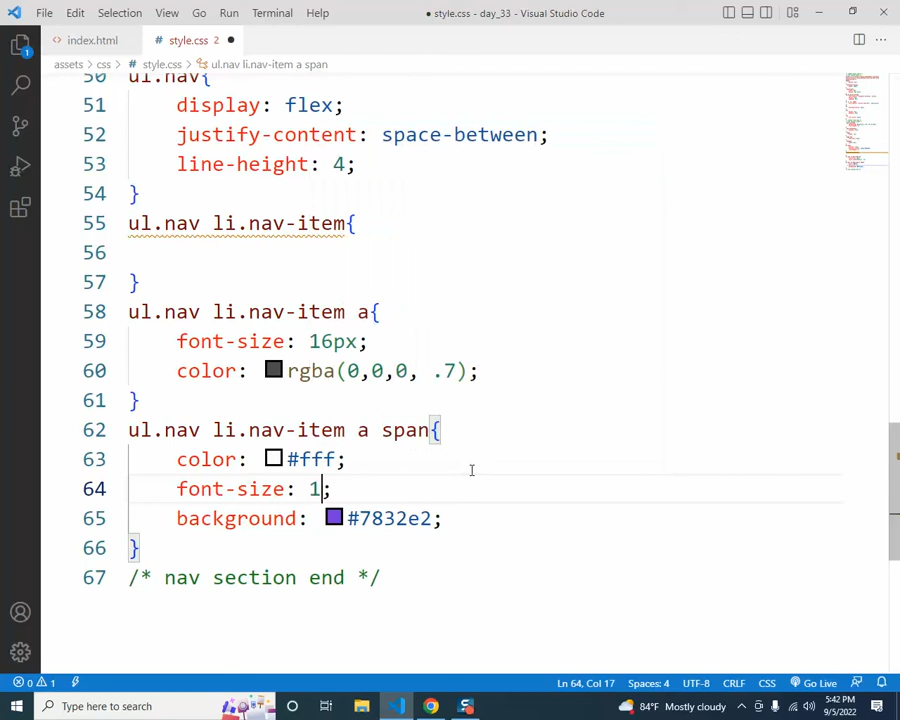 File Edit Selection View Go Run Terminal Help
● style.css - day_33 - Visual Studio Code
index.html
style.css 2 ●
assets > css > # style.css > ul.nav li.nav-item a span
50 ul.nav{
51 display: flex;
52 justify-content: space-between;
53 line-height: 4;
54 }
55 ul.nav li.nav-item{
56
57 }
58 ul.nav li.nav-item a{
59 font-size: 16px;
60 color: rgba(0,0,0, .7);
61 }
62 ul.nav li.nav-item a span{
63 color: #fff;
64 font-size: 1;
65 background: #7832e2;
66 }
67 /* nav section end */
1
0 1
Ln 64, Col 17 Spaces: 4 UTF-8 CRLF CSS Go Live
Type here to search
84°F Mostly cloudy
5:42 PM
9/5/2022